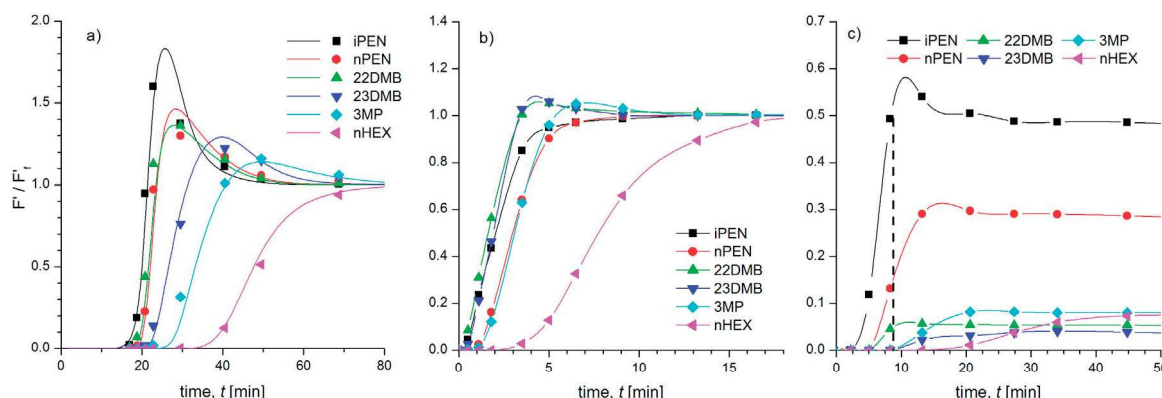 a)
F' / F'f
2.0
1.5
1.0
0.5
0.0
0
20
40
60
80
time, t [min]
iPEN
nPEN
22DMB
23DMB
3MP
nHEX
b)
1.4
1.2
1.0
0.8
0.6
0.4
0.2
0.0
0
5
10
15
time, t [min]
iPEN
nPEN
22DMB
23DMB
3MP
nHEX
c)
0.7
0.6
0.5
0.4
0.3
0.2
0.1
0.0
0 10 20 30 40 50
time, t [min]
iPEN 22DMB 3MP
nPEN 23DMB nHEX